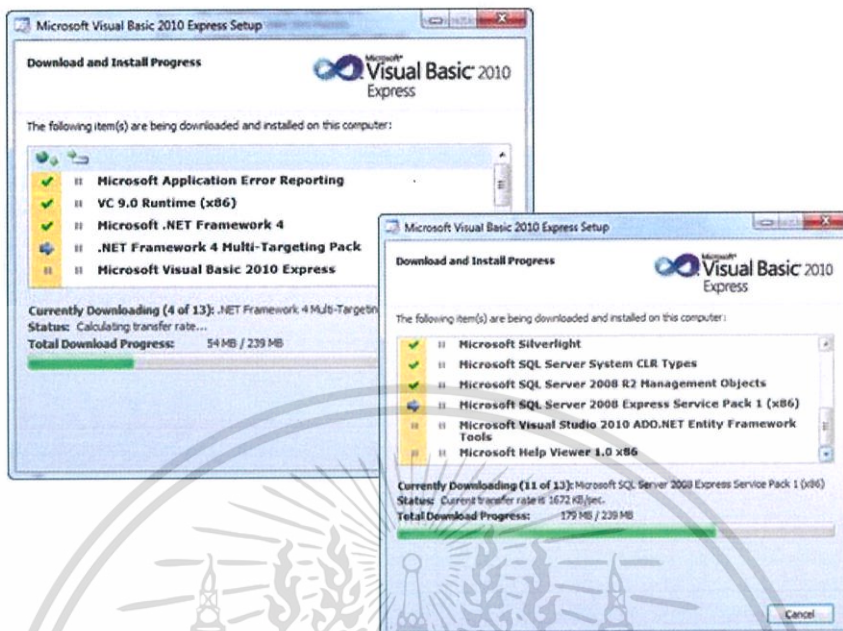 Microsoft Visual Basic 2010 Express Setup
Download and Install Progress
Microsoft
Visual Basic 2010
Express
The following item(s) are being downloaded and installed on this computer:
Microsoft Application Error Reporting
VC 9.0 Runtime (x86)
Microsoft .NET Framework 4
.NET Framework 4 Multi-Targeting Pack
Microsoft Visual Basic 2010 Express
Currently Downloading (4 of 13): .NET Framework 4 Multi-Targetin
Status: Calculating transfer rate...
Total Download Progress: 54 MB / 239 MB
Microsoft Visual Basic 2010 Express Setup
Download and Install Progress
Microsoft
Visual Basic 2010
Express
The following item(s) are being downloaded and installed on this computer:
Microsoft Silverlight
Microsoft SQL Server System CLR Types
Microsoft SQL Server 2008 R2 Management Objects
Microsoft SQL Server 2008 Express Service Pack 1 (x86)
Microsoft Visual Studio 2010 ADO.NET Entity Framework
Tools
Microsoft Help Viewer 1.0 x86
Currently Downloading (11 of 13): Microsoft SQL Server 2008 Express Service Pack 1 (x86)
Status: Current transfer rate is 1672 KB/sec.
Total Download Progress: 179 MB / 239 MB
Cancel